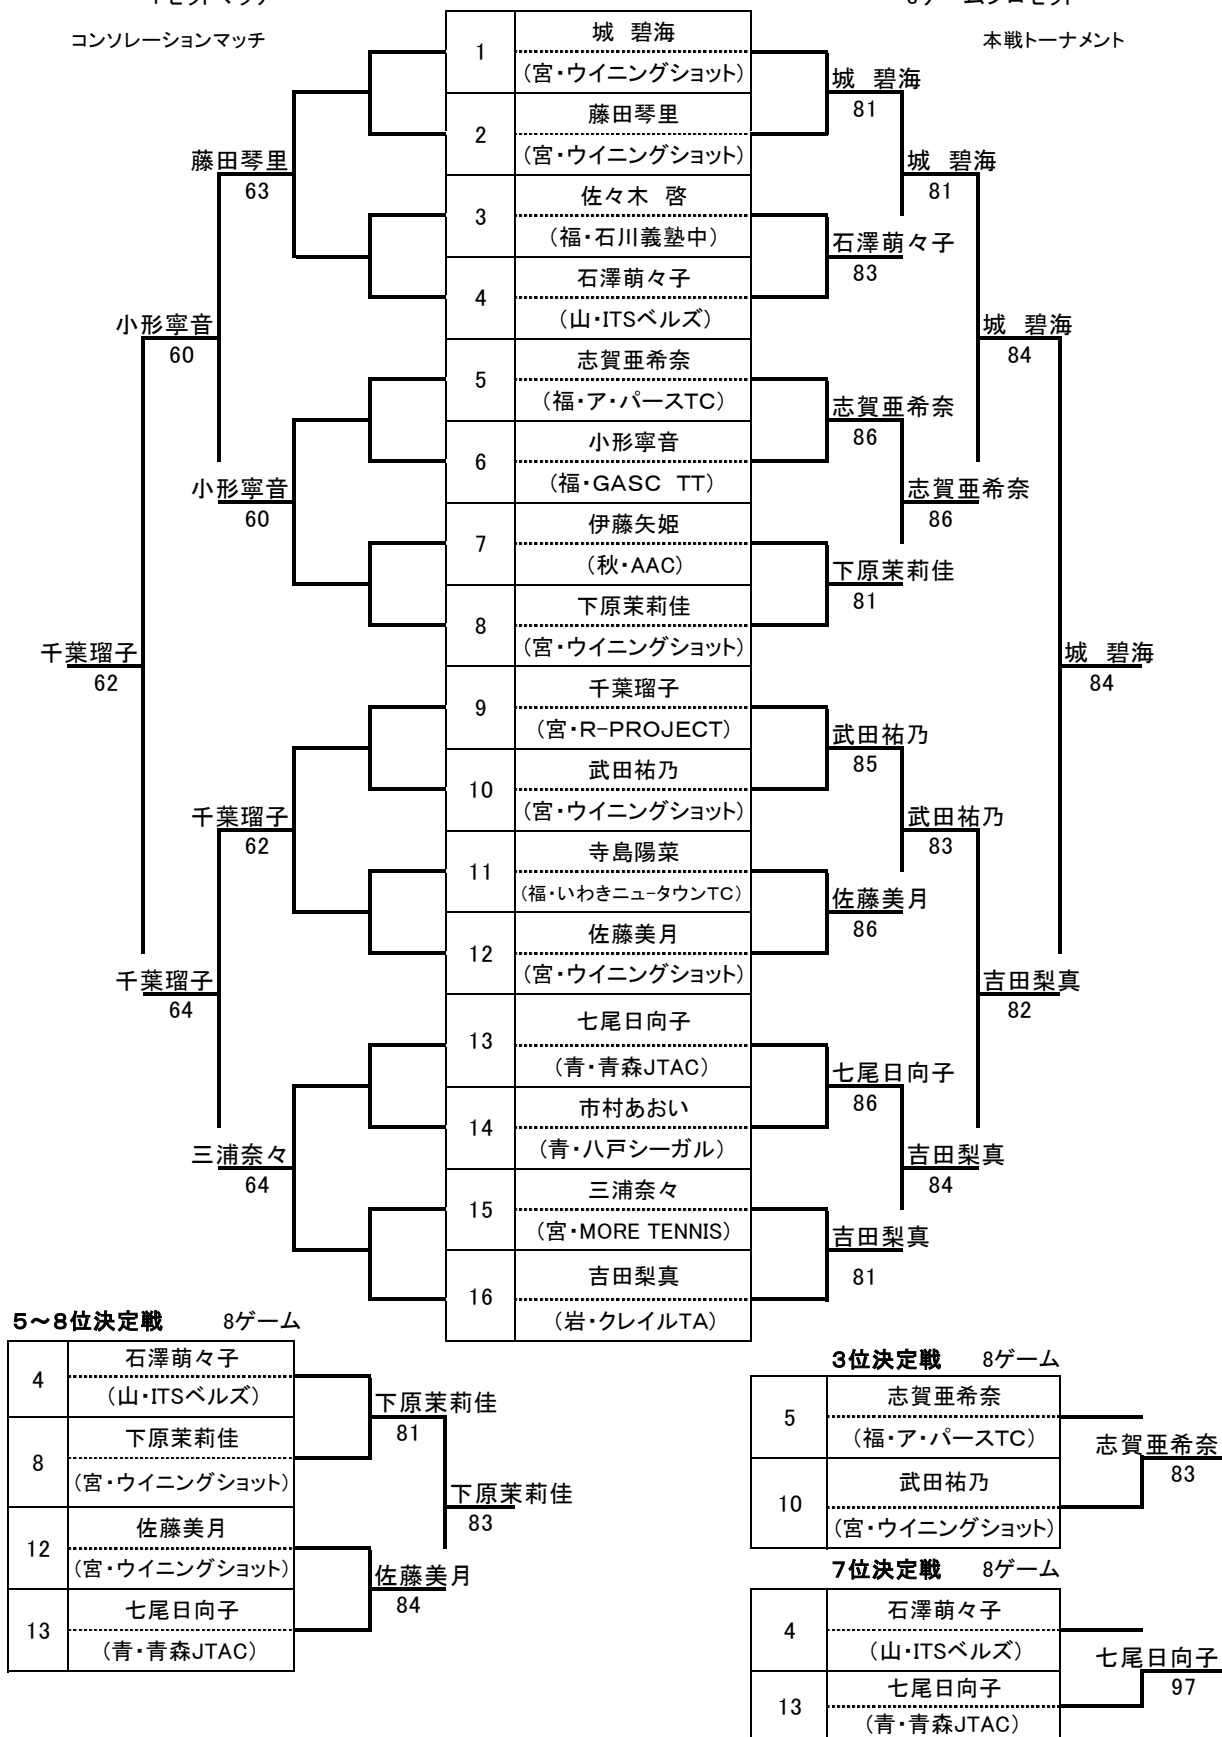 コンソレーションマッチ
本戦トーナメント
1
城 碧海
(宮・ウイニングショット)
2
藤田琴里
(宮・ウイニングショット)
3
佐々木 啓
(福・石川義塾中)
4
石澤萌々子
(山・ITSベルズ)
5
志賀亜希奈
(福・ア・パースTC)
6
小形寧音
(福・GASC TT)
7
伊藤矢姫
(秋・AAC)
8
下原茉莉佳
(宮・ウイニングショット)
9
千葉瑠子
(宮・R-PROJECT)
10
武田祐乃
(宮・ウイニングショット)
11
寺島陽菜
(福・いわきニュータウンTC)
12
佐藤美月
(宮・ウイニングショット)
13
七尾日向子
(青・青森JTAC)
14
市村あおい
(青・八戸シーガル)
15
三浦奈々
(宮・MORE TENNIS)
16
吉田梨真
(岩・クレイルTA)
藤田琴里
63
小形寧音
60
小形寧音
60
千葉瑠子
62
千葉瑠子
62
千葉瑠子
64
三浦奈々
64
城 碧海
81
城 碧海
81
石澤萌々子
83
城 碧海
84
志賀亜希奈
86
志賀亜希奈
86
下原茉莉佳
81
城 碧海
84
武田祐乃
85
武田祐乃
83
佐藤美月
86
吉田梨真
82
七尾日向子
86
吉田梨真
84
吉田梨真
81
5~8位決定戦 8ゲーム
4
石澤萌々子
(山・ITSベルズ)
8
下原茉莉佳
(宮・ウイニングショット)
12
佐藤美月
(宮・ウイニングショット)
13
七尾日向子
(青・青森JTAC)
下原茉莉佳
81
下原茉莉佳
83
佐藤美月
84
3位決定戦 8ゲーム
5
志賀亜希奈
(福・ア・パースTC)
10
武田祐乃
(宮・ウイニングショット)
志賀亜希奈
83
7位決定戦 8ゲーム
4
石澤萌々子
(山・ITSベルズ)
13
七尾日向子
(青・青森JTAC)
七尾日向子
97